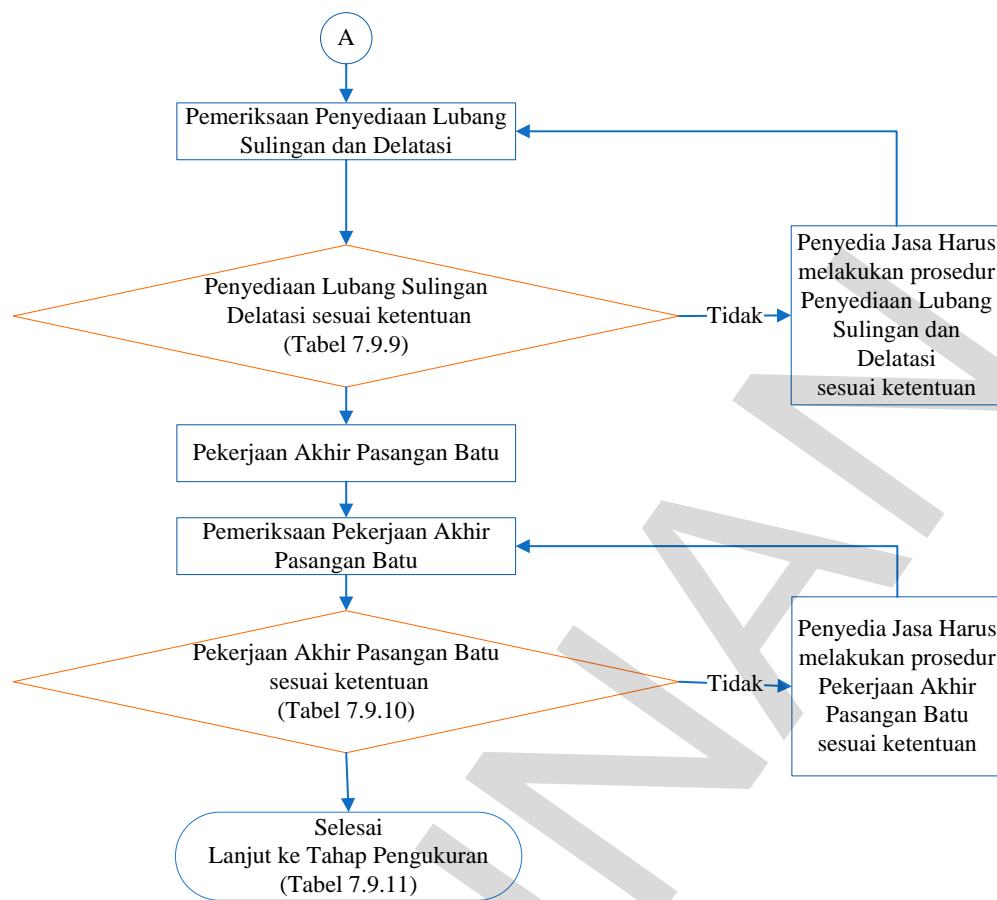 A
Pemeriksaan Penyediaan Lubang
Sulingan dan Delatasi
Penyediaan Lubang Sulingan
Delatasi sesuai ketentuan
(Tabel 7.9.9)
Tidak
Penyedia Jasa Harus
melakukan prosedur
Penyediaan Lubang
Sulingan dan
Delatasi
sesuai ketentuan
Pekerjaan Akhir Pasangan Batu
Pemeriksaan Pekerjaan Akhir
Pasangan Batu
Pekerjaan Akhir Pasangan Batu
sesuai ketentuan
(Tabel 7.9.10)
Tidak
Penyedia Jasa Harus
melakukan prosedur
Pekerjaan Akhir
Pasangan Batu
sesuai ketentuan
Selesai
Lanjut ke Tahap Pengukuran
(Tabel 7.9.11)